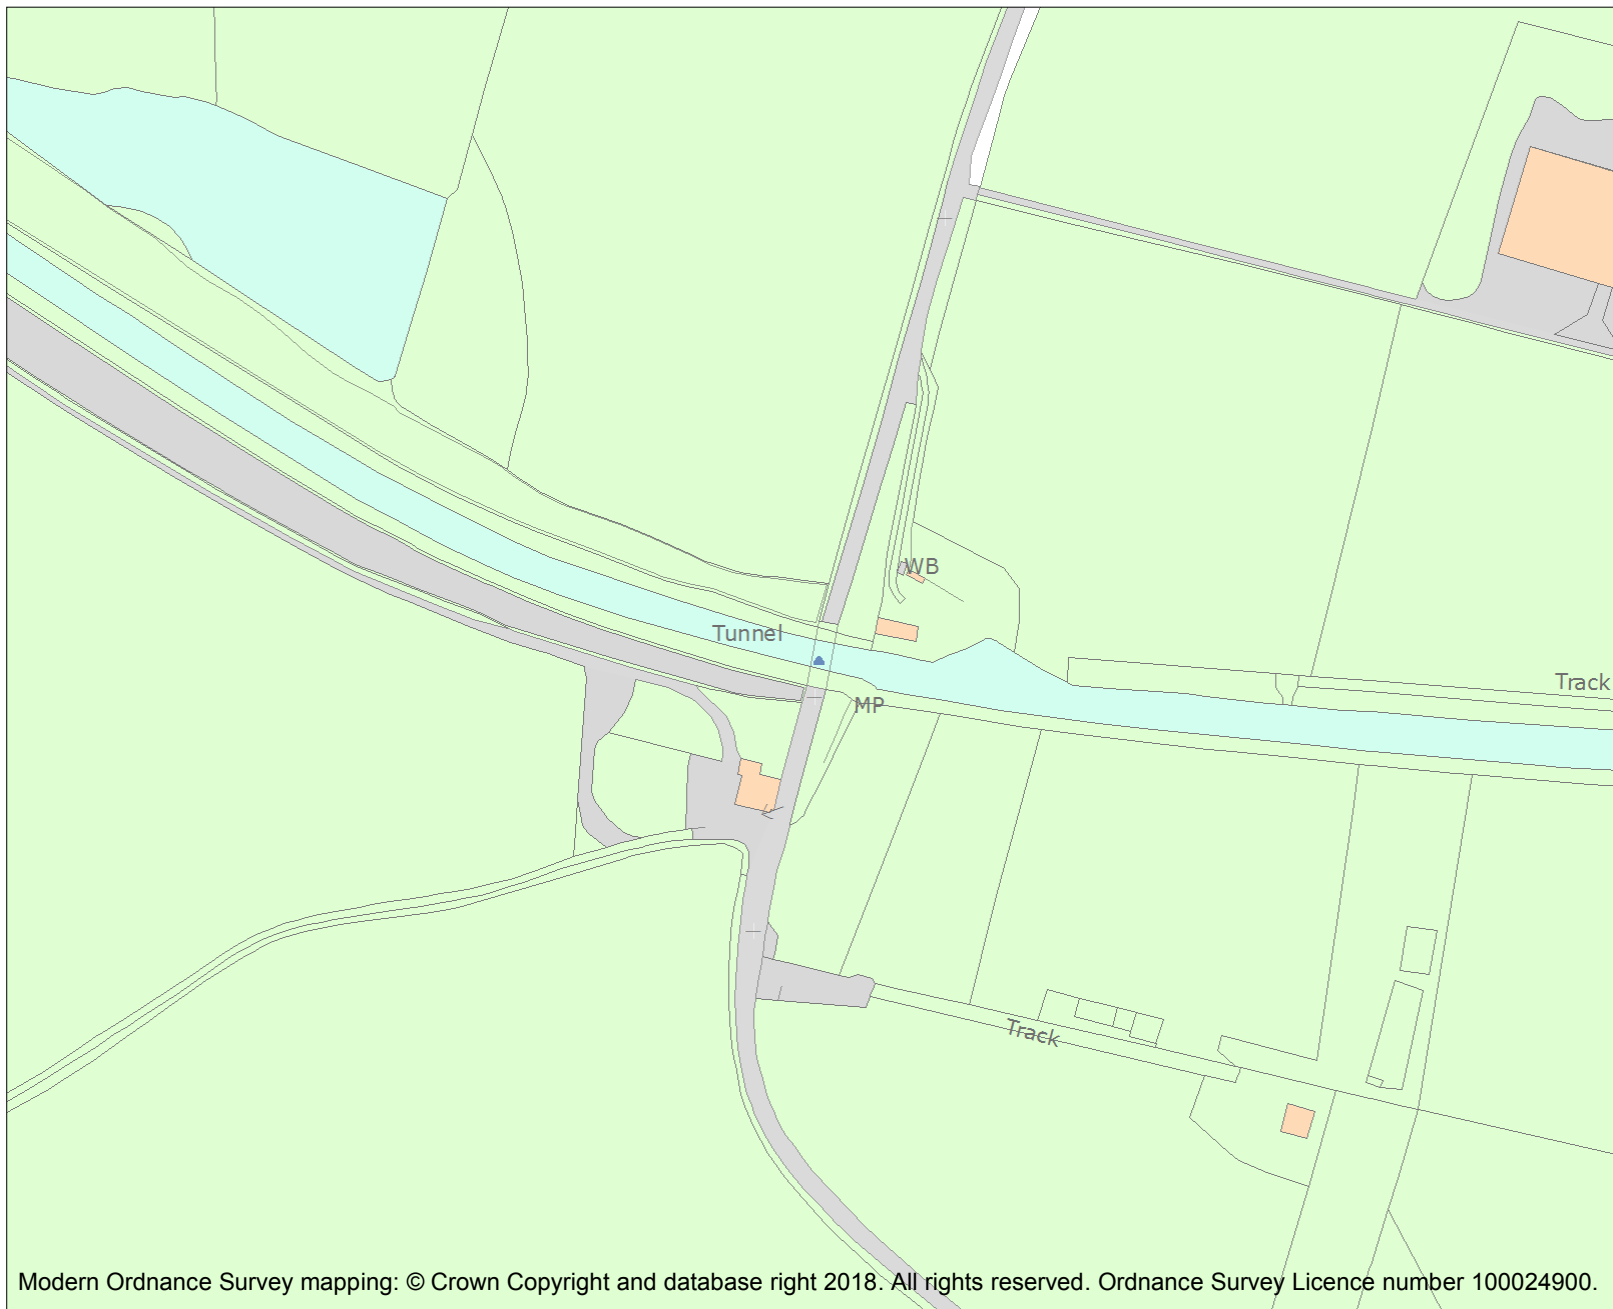 WB
Tunnel
Track
MP
Track
Modern Ordnance Survey mapping: © Crown Copyright and database right 2018. All rights reserved. Ordnance Survey Licence number 100024900.